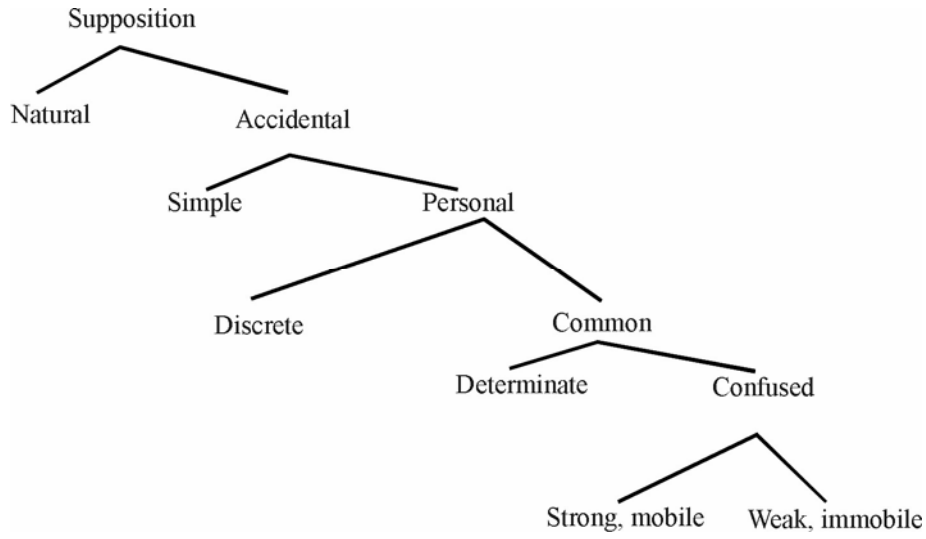 Supposition
Natural
Accidental
Simple
Personal
Discrete
Common
Determinate
Confused
Strong, mobile
Weak, immobile